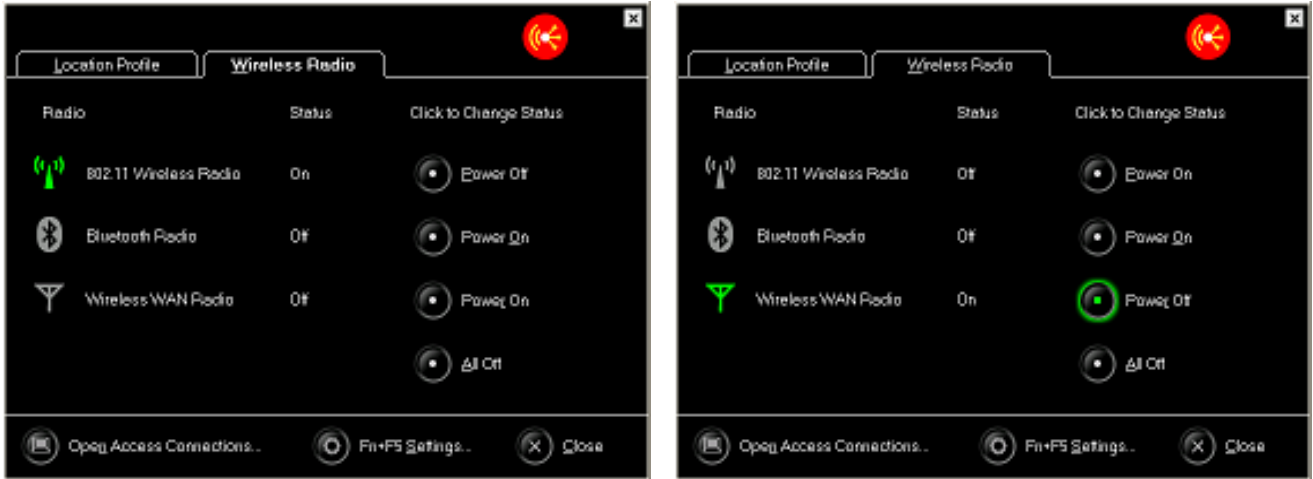 Location Profile Wireless Radio
Radio Status Click to Change Status
802.11 Wireless Radio On Power Off
Bluetooth Radio Off Power On
Wireless WAN Radio Off Power On
All Off
Open Access Connections... Fn+F5 Settings... Close
Location Profile Wireless Radio
Radio Status Click to Change Status
802.11 Wireless Radio Off Power On
Bluetooth Radio Off Power On
Wireless WAN Radio On Power Off
All Off
Open Access Connections... Fn+F5 Settings... Close